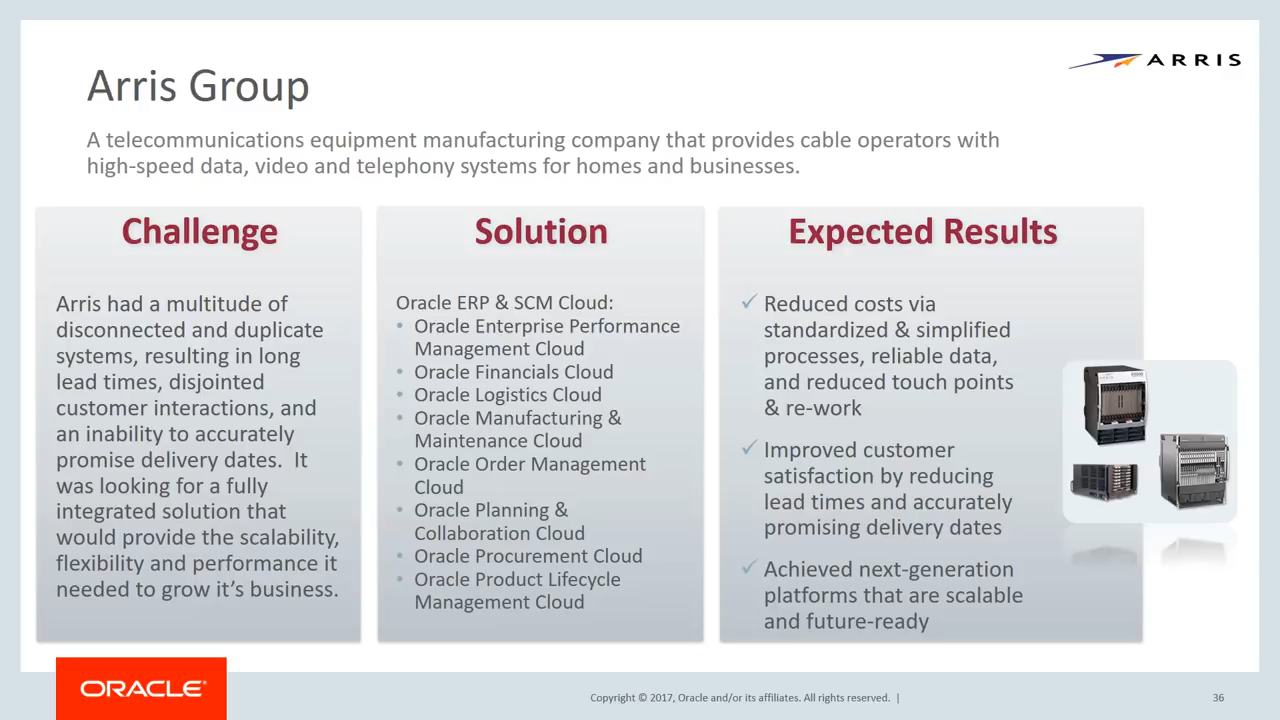 ARRIS
Arris Group
A telecommunications equipment manufacturing company that provides cable operators with
high-speed data, video and telephony systems for homes and businesses.
Challenge
Arris had a multitude of
disconnected and duplicate
systems, resulting in long
lead times, disjointed
customer interactions, and
an inability to accurately
promise delivery dates.  It
was looking for a fully
integrated solution that
would provide the scalability,
flexibility and performance it
needed to grow it's business.
Solution
Oracle ERP & SCM Cloud:
• Oracle Enterprise Performance
Management Cloud
• Oracle Financials Cloud
• Oracle Logistics Cloud
• Oracle Manufacturing &
Maintenance Cloud
• Oracle Order Management
Cloud
• Oracle Planning &
Collaboration Cloud
• Oracle Procurement Cloud
• Oracle Product Lifecycle
Management Cloud
Expected Results
✓ Reduced costs via
standardized & simplified
processes, reliable data,
and reduced touch points
& re-work
✓ Improved customer
satisfaction by reducing
lead times and accurately
promising delivery dates
✓ Achieved next-generation
platforms that are scalable
and future-ready
ORACLE®
Copyright © 2017, Oracle and/or its affiliates. All rights reserved. |
36